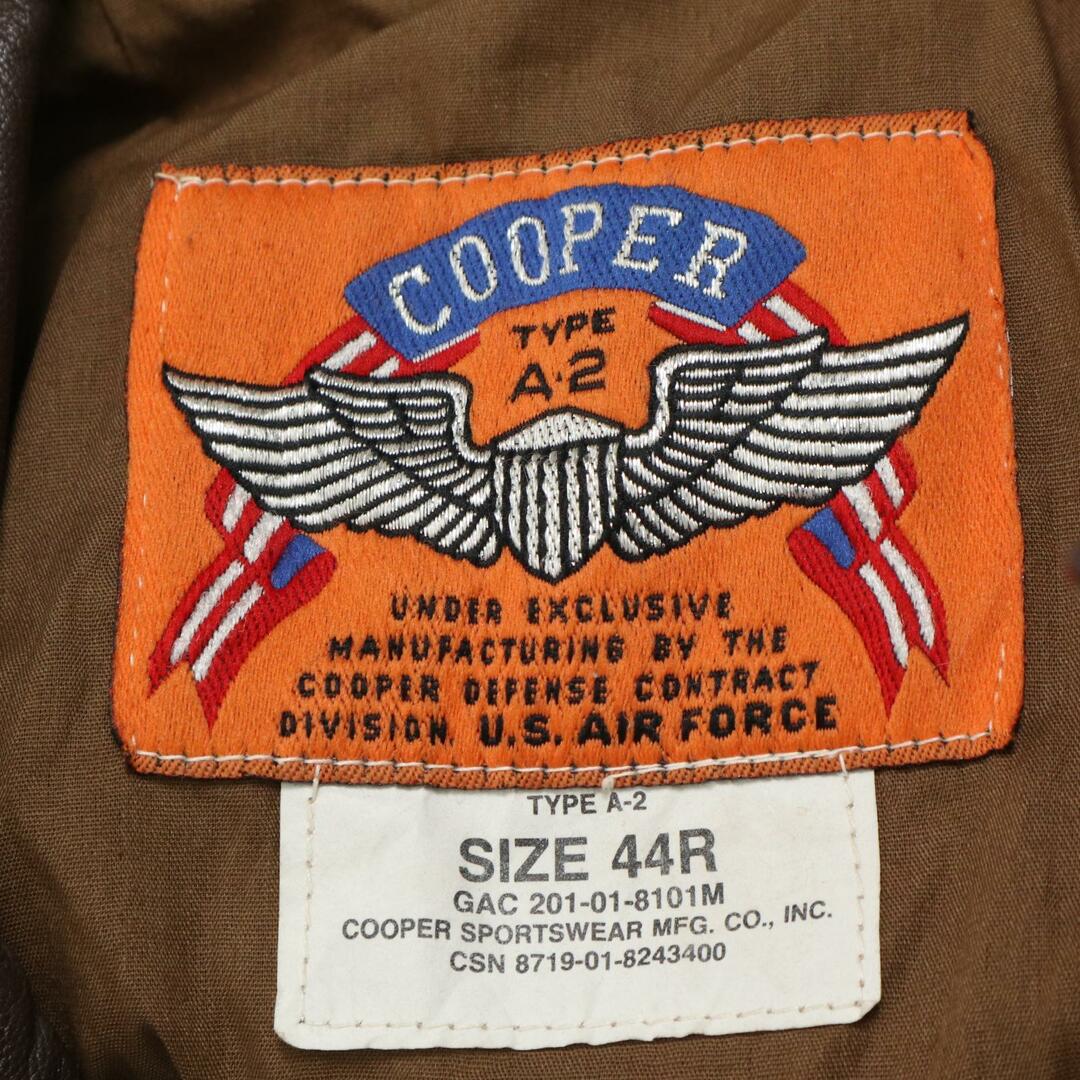 COOPER
TYPE
A·2
UNDER EXCLUSIVE
MANUFACTURING BY THE
COOPER DEFENSE CONTRACT
DIVISION U.S. AIR FORCE
TYPE A-2
SIZE 44R
GAC 201-01-8101M
COOPER SPORTSWEAR MFG. CO., INC.
CSN 8719-01-8243400